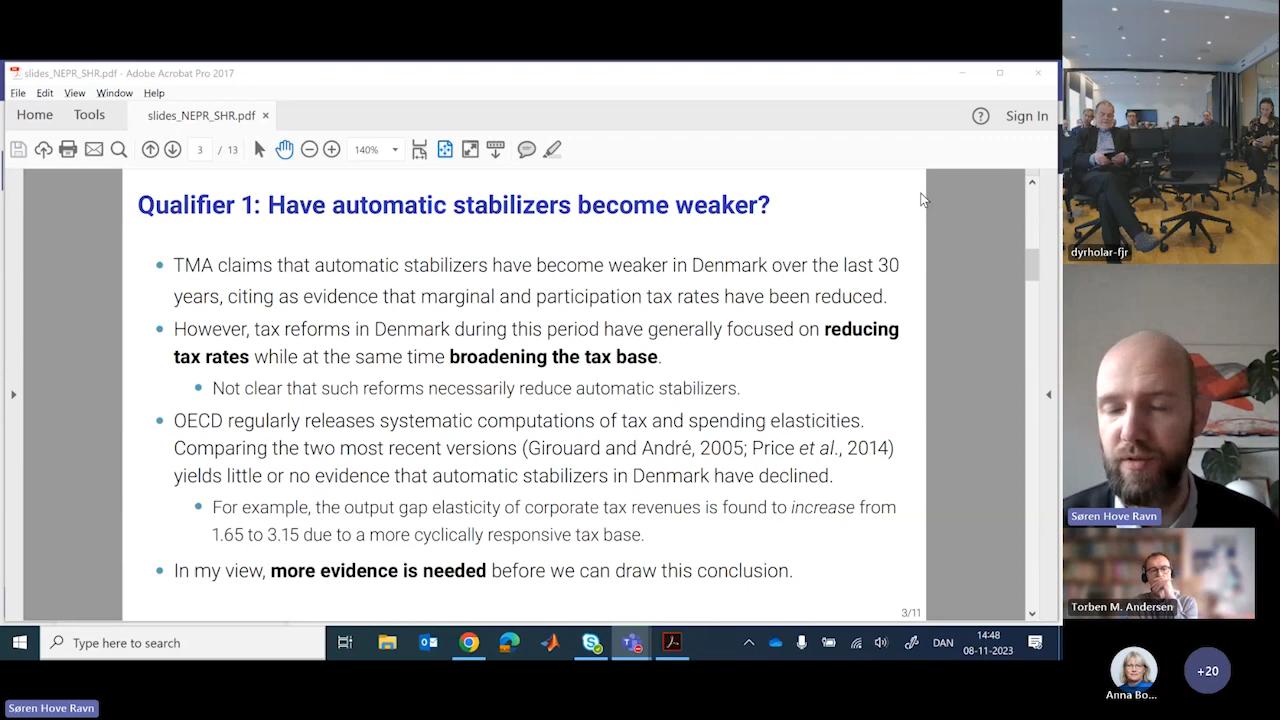 slides_NEPR_SHR.pdf - Adobe Acrobat Pro 2017
File Edit View Window Help
Home Tools slides_NEPR_SHR.pdf × ? Sign In
3 / 13 140%
Qualifier 1: Have automatic stabilizers become weaker?
• TMA claims that automatic stabilizers have become weaker in Denmark over the last 30
years, citing as evidence that marginal and participation tax rates have been reduced.
• However, tax reforms in Denmark during this period have generally focused on reducing
tax rates while at the same time broadening the tax base.
• Not clear that such reforms necessarily reduce automatic stabilizers.
• OECD regularly releases systematic computations of tax and spending elasticities.
Comparing the two most recent versions (Girouard and André, 2005; Price et al., 2014)
yields little or no evidence that automatic stabilizers in Denmark have declined.
• For example, the output gap elasticity of corporate tax revenues is found to increase from
1.65 to 3.15 due to a more cyclically responsive tax base.
• In my view, more evidence is needed before we can draw this conclusion.
3/11
Type here to search
DAN
14:48
08-11-2023
dyrholar-fjr
Søren Hove Ravn
Torben M. Andersen
Anna Bo...
+20
Søren Hove Ravn